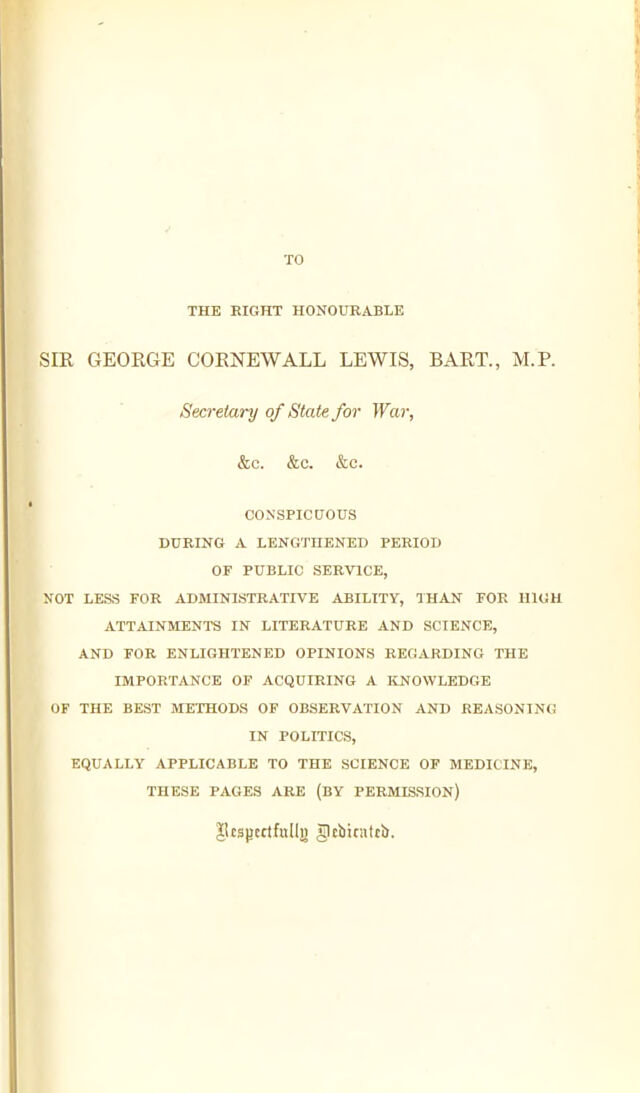 TO
THE RIGHT HONOURABLE
SIR GEORGE CORNEWALL LEWIS, BART., M.P.
Secretary of State for War,
&c. &c. &c.
CONSPICUOUS
DURING A LENGTHENED PERIOD
OF PUBLIC SERVICE,
NOT LESS FOR ADMINISTRATIVE ABILITY, THAN FOR HIGH
ATTAINMENTS IN LITERATURE AND SCIENCE,
AND FOR ENLIGHTENED OPINIONS REGARDING THE
IMPORTANCE OF ACQUIRING A KNOWLEDGE
OF THE BEST METHODS OF OBSERVATION AND REASONING
IN POLITICS,
EQUALLY APPLICABLE TO THE SCIENCE OF MEDICINE,
THESE PAGES ARE (BY PERMISSION)
Respectfully Dedicated.